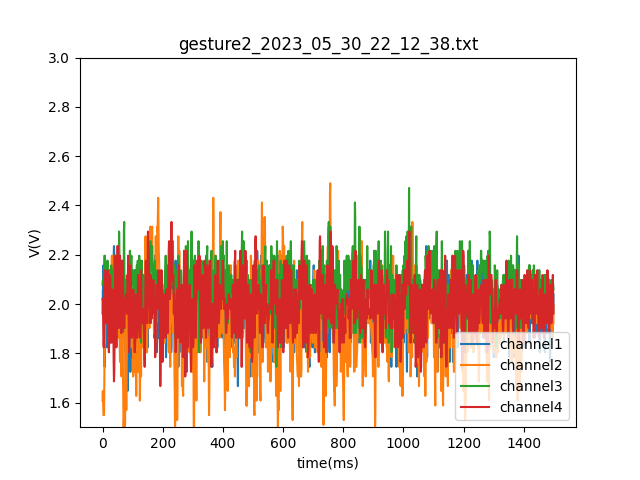 gesture2_2023_05_30_22_12_38.txt
3.0
2.8
2.6
2.4
2.2
2.0
1.8
1.6
V(V)
channel1
channel2
channel3
channel4
0 200 400 600 800 1000 1200 1400
time(ms)